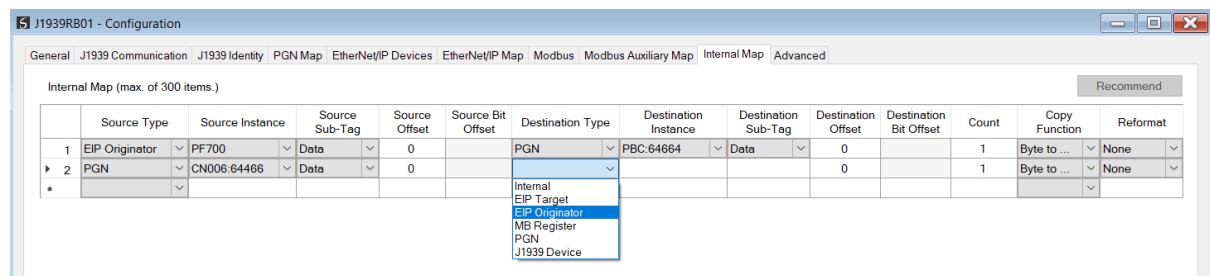 J1939RB01 - Configuration
General J1939 Communication J1939 Identity PGN Map EtherNet/IP Devices EtherNet/IP Map Modbus Modbus Auxiliary Map Internal Map Advanced
Internal Map (max. of 300 items.) Recommend
Source Type Source Instance Source Sub-Tag Source Offset Source Bit Offset Destination Type Destination Instance Destination Sub-Tag Destination Offset Destination Bit Offset Count Copy Function Reformat
1 EIP Originator PF700 Data 0 PGN PBC:64664 Data 0 1 Byte to ... None
2 PGN CN006:64466 Data 0 0 1 Byte to ... None
Internal
EIP Target
EIP Originator
MB Register
PGN
J1939 Device